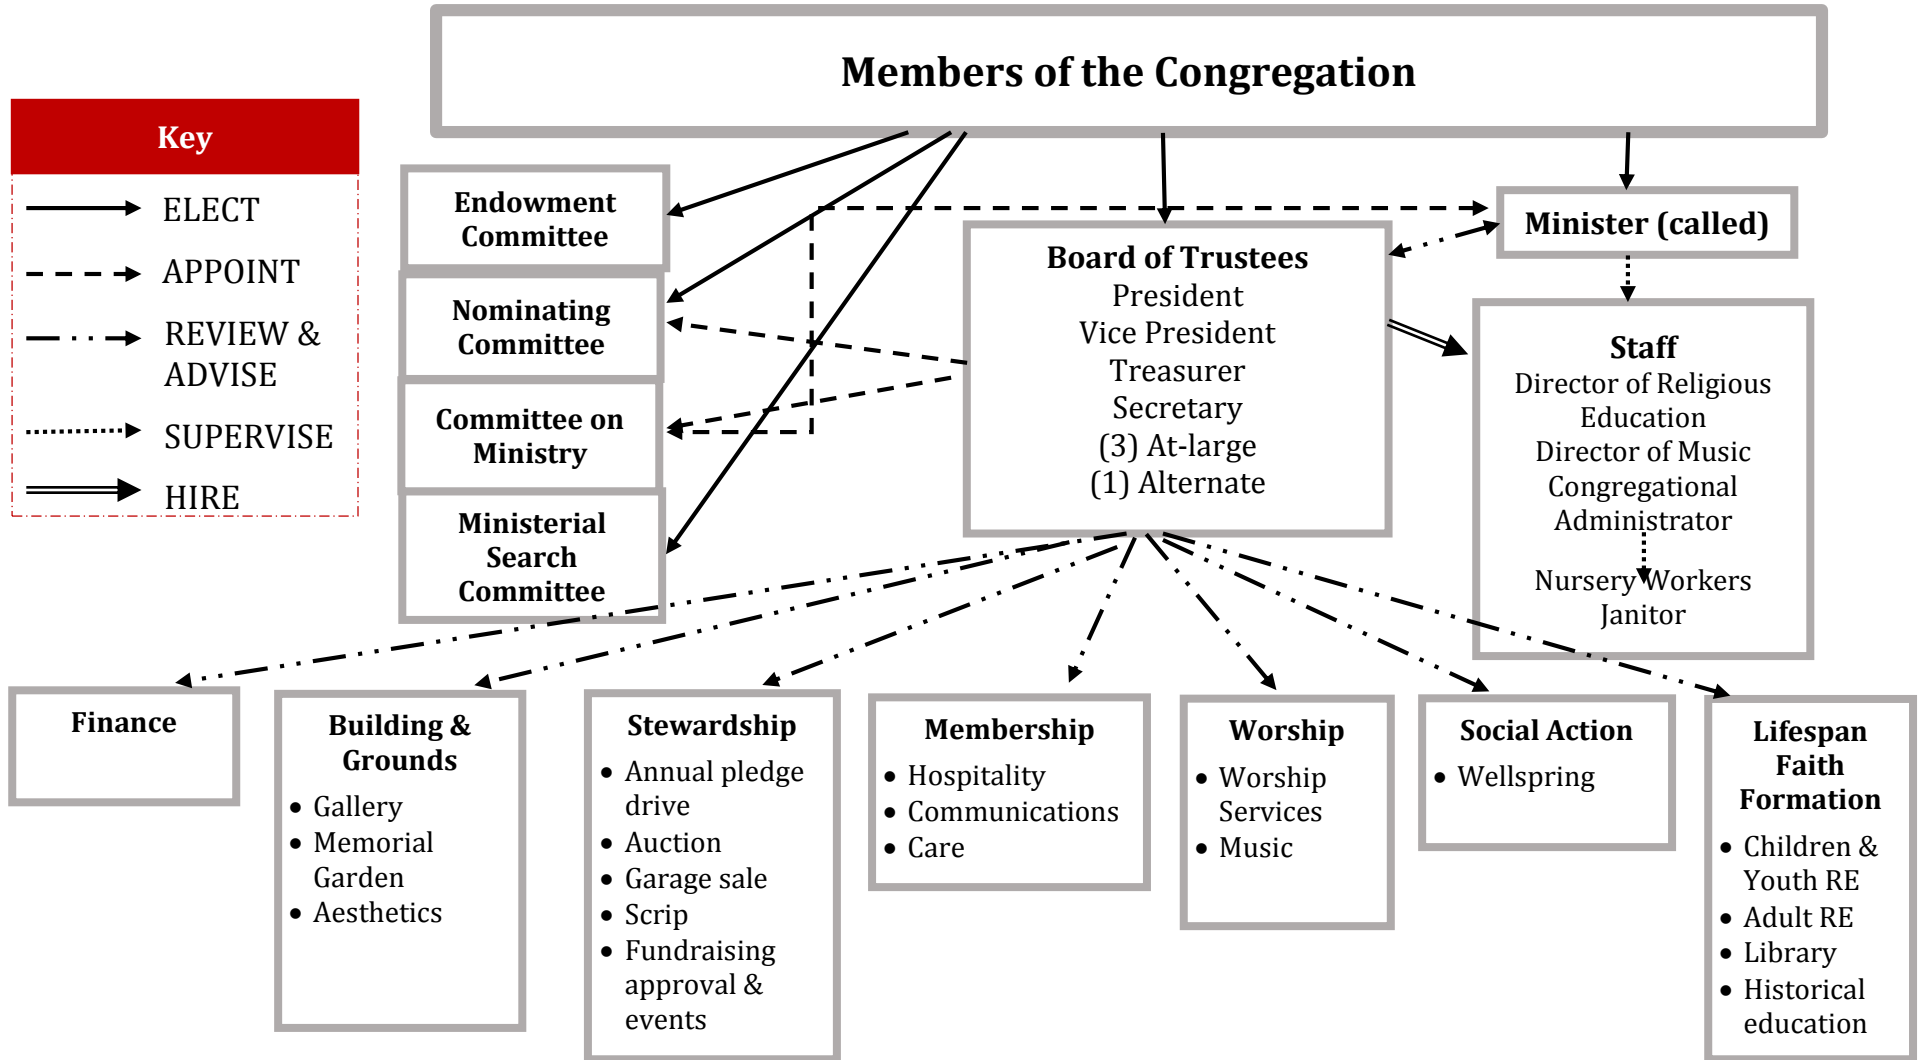 Members of the Congregation
Key
ELECT
APPOINT
REVIEW &
ADVISE
SUPERVISE
HIRE
Endowment
Committee
Nominating
Committee
Committee on
Ministry
Ministerial
Search
Committee
Board of Trustees
President
Vice President
Treasurer
Secretary
(3) At-large
(1) Alternate
Minister (called)
Staff
Director of Religious
Education
Director of Music
Congregational
Administrator
Nursery Workers
Janitor
Finance
Building &
Grounds
• Gallery
• Memorial
Garden
• Aesthetics
Stewardship
• Annual pledge
drive
• Auction
• Garage sale
• Scrip
• Fundraising
approval &
events
Membership
• Hospitality
• Communications
• Care
Worship
• Worship
Services
• Music
Social Action
• Wellspring
Lifespan
Faith
Formation
• Children &
Youth RE
• Adult RE
• Library
• Historical
education